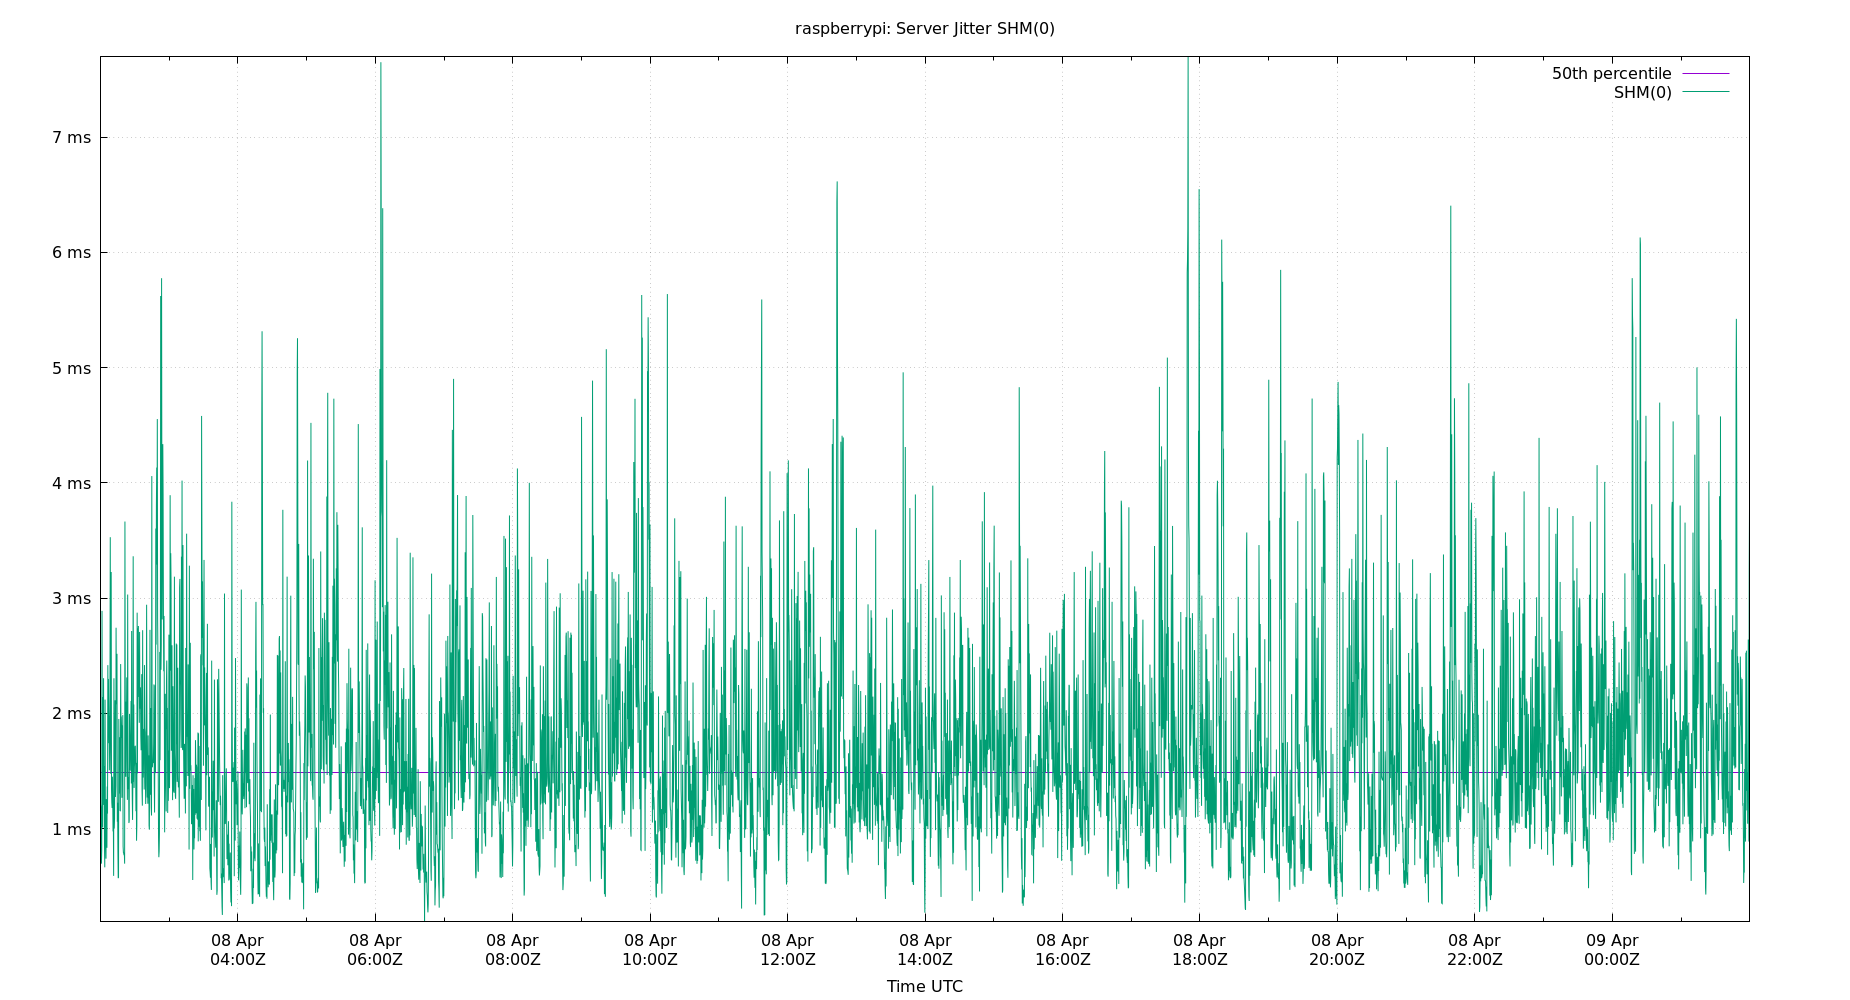 raspberrypi: Server Jitter SHM(0)
50th percentile
SHM(0)
7 ms
6 ms
5 ms
4 ms
3 ms
2 ms
1 ms
08 Apr 08 Apr 08 Apr 08 Apr 08 Apr 08 Apr 08 Apr 08 Apr 08 Apr 08 Apr 09 Apr
04:00Z 06:00Z 08:00Z 10:00Z 12:00Z 14:00Z 16:00Z 18:00Z 20:00Z 22:00Z 00:00Z
Time UTC